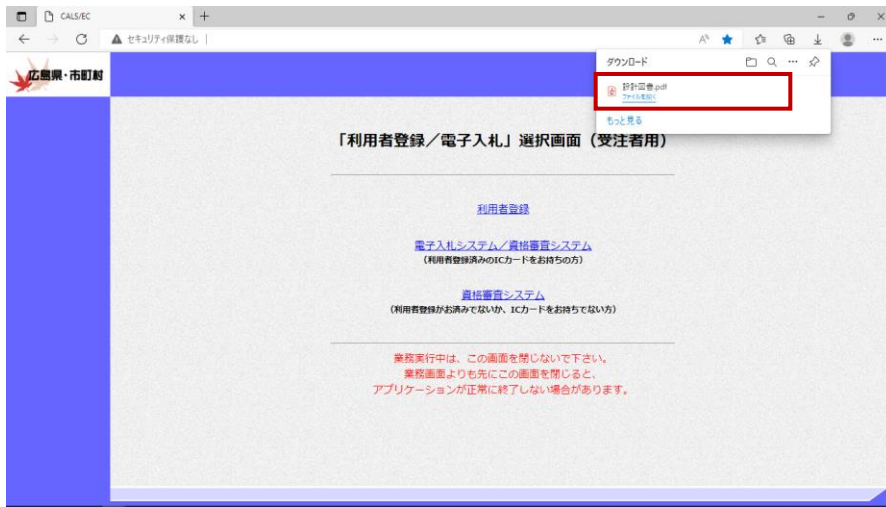 CALS/EC
セキュリティ保護なし
ダウンロード
設計図書.pdf
ファイルを開く
もっと見る
広島県・市町村
「利用者登録／電子入札」選択画面（受注者用）
利用者登録
電子入札システム／資格審査システム
（利用者登録済みのICカードをお持ちの方）
資格審査システム
（利用者登録がお済みでないか、ICカードをお持ちでない方）
業務実行中は、この画面を閉じないで下さい。
業務画面よりも先にこの画面を閉じると、
アプリケーションが正常に終了しない場合があります。